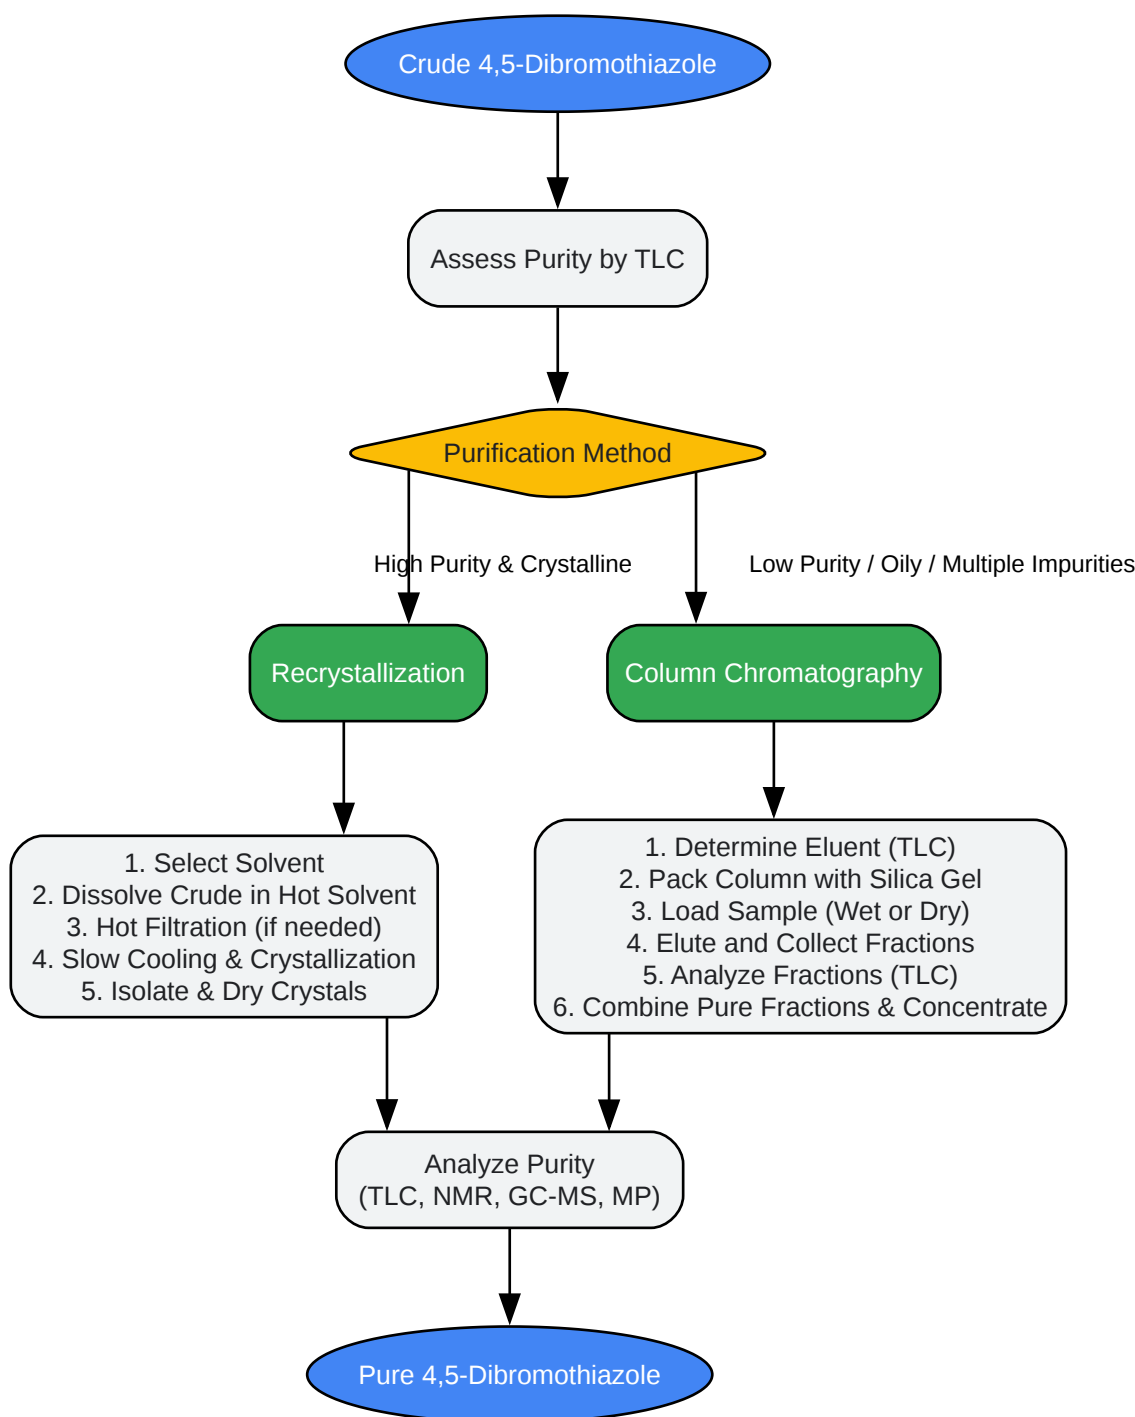 Crude 4,5-Dibromothiazole
Assess Purity by TLC
Purification Method
High Purity & Crystalline
Low Purity / Oily / Multiple Impurities
Recrystallization
Column Chromatography
1. Select Solvent
2. Dissolve Crude in Hot Solvent
3. Hot Filtration (if needed)
4. Slow Cooling & Crystallization
5. Isolate & Dry Crystals
1. Determine Eluent (TLC)
2. Pack Column with Silica Gel
3. Load Sample (Wet or Dry)
4. Elute and Collect Fractions
5. Analyze Fractions (TLC)
6. Combine Pure Fractions & Concentrate
Analyze Purity
(TLC, NMR, GC-MS, MP)
Pure 4,5-Dibromothiazole